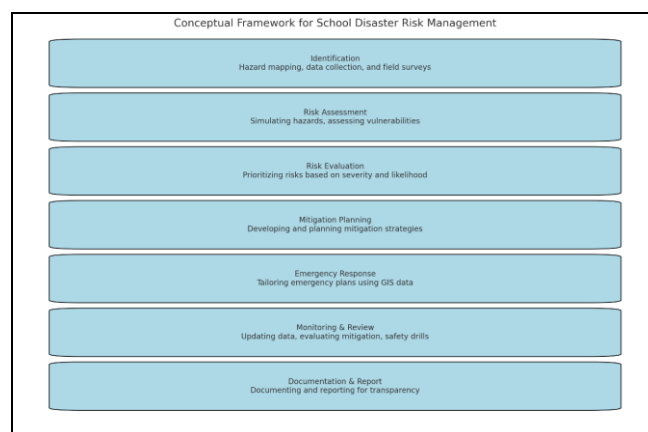 Conceptual Framework for School Disaster Risk Management
Identification
Hazard mapping, data collection, and field surveys
Risk Assessment
Simulating hazards, assessing vulnerabilities
Risk Evaluation
Prioritizing risks based on severity and likelihood
Mitigation Planning
Developing and planning mitigation strategies
Emergency Response
Tailoring emergency plans using GIS data
Monitoring & Review
Updating data, evaluating mitigation, safety drills
Documentation & Report
Documenting and reporting for transparency